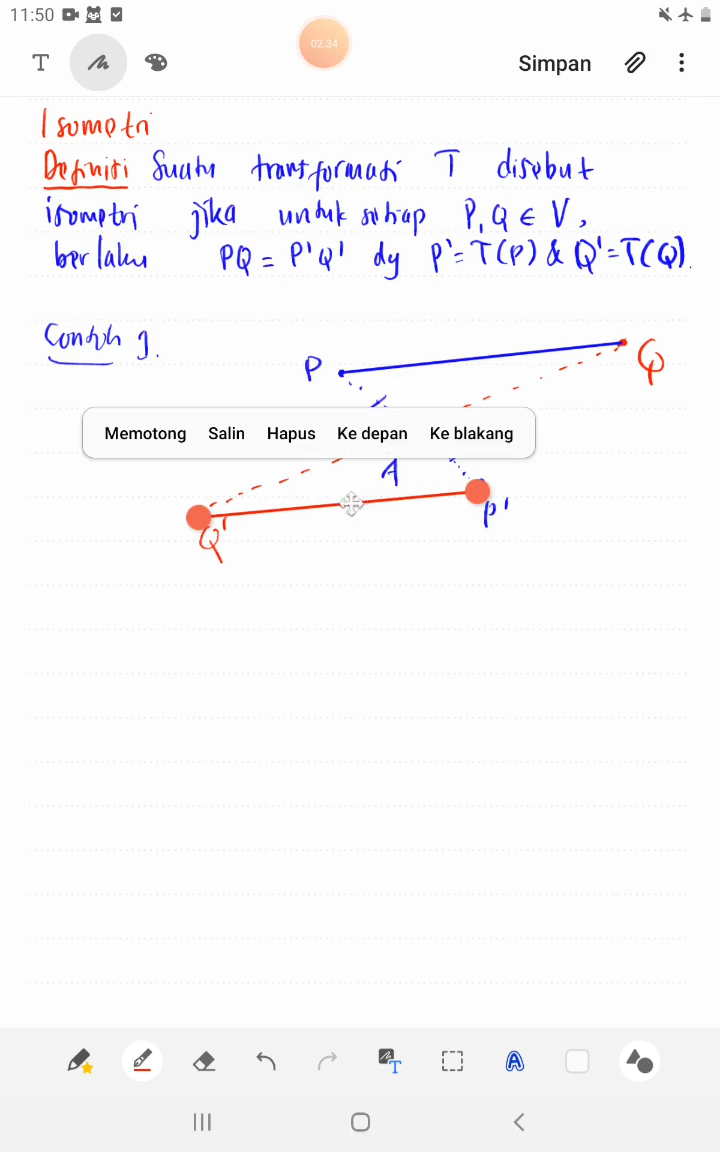 11:50
02.34
T
Simpan
Isometri
Definisi Suatu transformasi T disebut
isometri jika untuk setiap P, Q ∈ V,
berlaku PQ = P'Q' dg P'=T(P) & Q'=T(Q).
Contoh 1.
P
Q
Memotong Salin Hapus Ke depan Ke blakang
A
P'
Q'
T
A